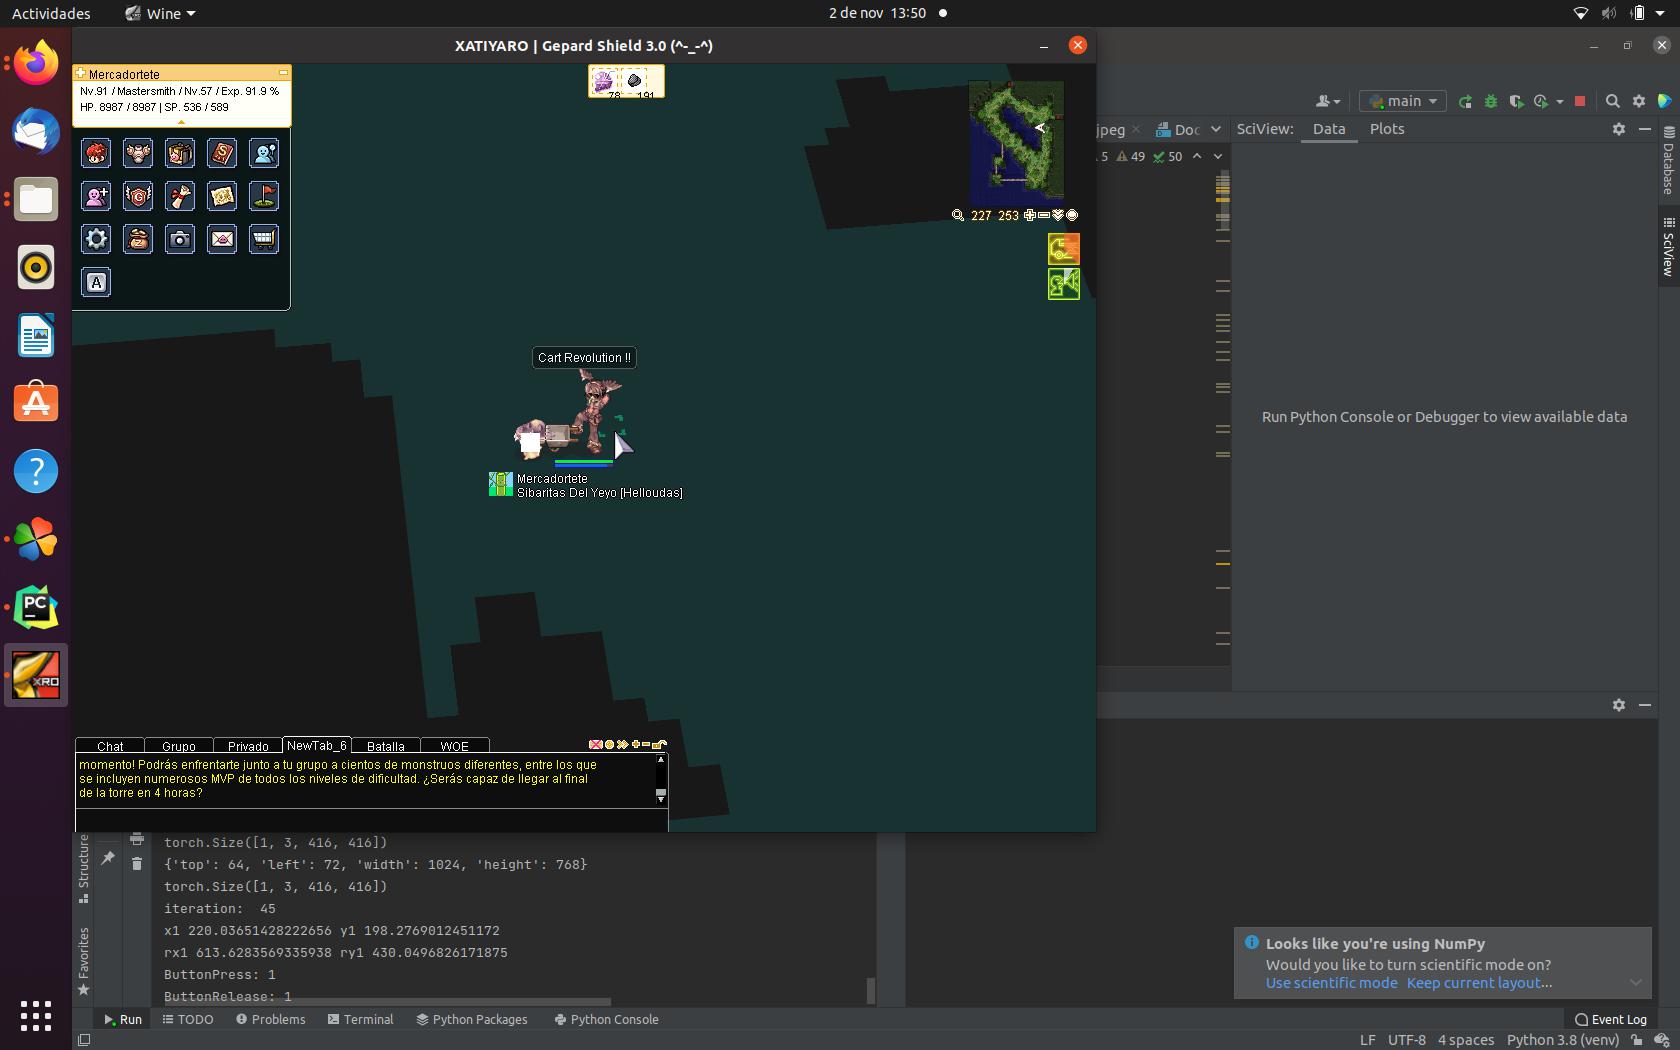 Actividades
Wine
2 de nov 13:50
XATIYARO | Gepard Shield 3.0 (^-_-^)
Mercadortete
Nv.91 / Mastersmith / Nv.57 / Exp. 91.9 %
HP. 8987 / 8987 | SP. 536 / 589
78 191
227 253
A
Cart Revolution !!
Mercadortete
Sibaritas Del Yeyo [Helloudas]
Chat
Grupo
Privado
NewTab_6
Batalla
WOE
momento! Podrás enfrentarte junto a tu grupo a cientos de monstruos diferentes, entre los que
se incluyen numerosos MVP de todos los niveles de dificultad. ¿Serás capaz de llegar al final
de la torre en 4 horas?
main
jpeg
Doc
SciView:
Data
Plots
5 49 50
Database
SciView
Run Python Console or Debugger to view available data
PC
XRO
Structure
Favorites
torch.Size([1, 3, 416, 416])
{'top': 64, 'left': 72, 'width': 1024, 'height': 768}
torch.Size([1, 3, 416, 416])
iteration:  45
x1 220.03651428222656 y1 198.2769012451172
rx1 613.6283569335938 ry1 430.0496826171875
ButtonPress: 1
ButtonRelease: 1
Looks like you're using NumPy
Would you like to turn scientific mode on?
Use scientific mode Keep current layout...
Run
TODO
Problems
Terminal
Python Packages
Python Console
Event Log
LF UTF-8 4 spaces Python 3.8 (venv)